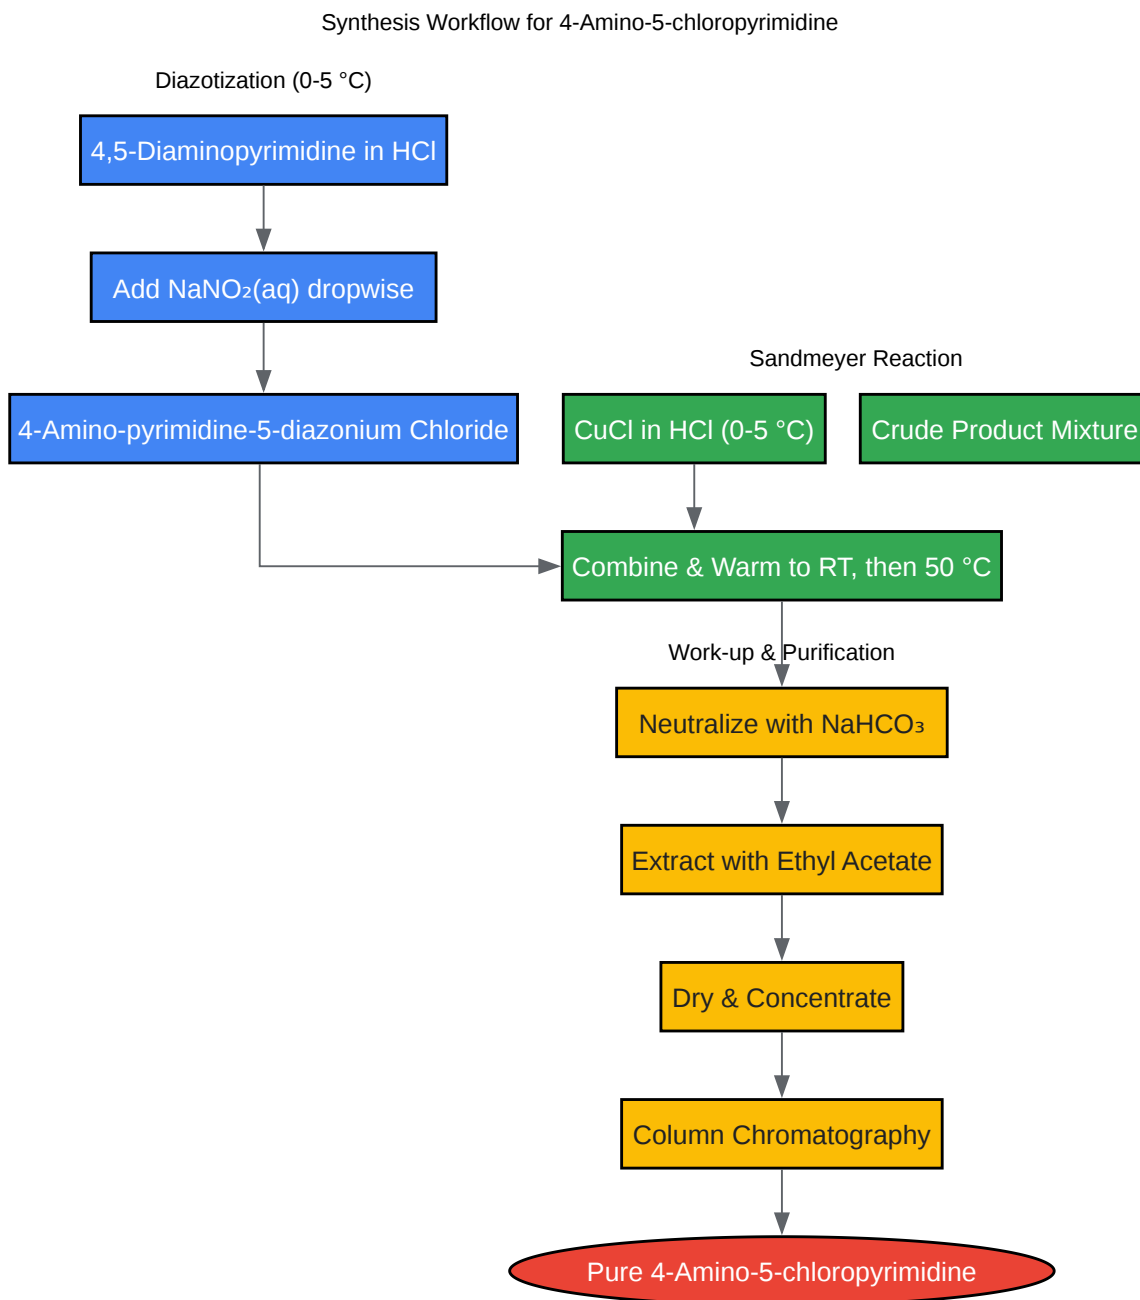 Synthesis Workflow for 4-Amino-5-chloropyrimidine
Diazotization (0-5 °C)
4,5-Diaminopyrimidine in HCl
Add NaNO₂(aq) dropwise
4-Amino-pyrimidine-5-diazonium Chloride
Sandmeyer Reaction
CuCl in HCl (0-5 °C)
Crude Product Mixture
Combine & Warm to RT, then 50 °C
Work-up & Purification
Neutralize with NaHCO₃
Extract with Ethyl Acetate
Dry & Concentrate
Column Chromatography
Pure 4-Amino-5-chloropyrimidine